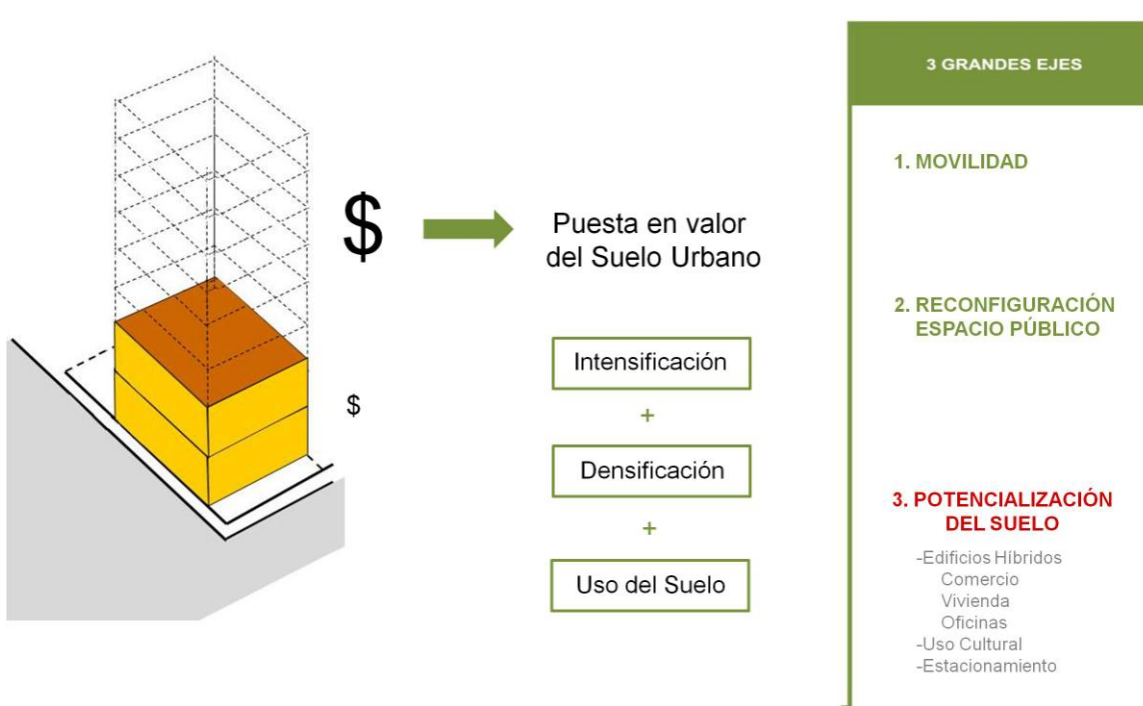 $
Puesta en valor
del Suelo Urbano
$
Intensificación
+
Densificación
+
Uso del Suelo
3 GRANDES EJES
1. MOVILIDAD
2. RECONFIGURACIÓN
ESPACIO PÚBLICO
3. POTENCIALIZACIÓN
DEL SUELO
-Edificios Híbridos
Comercio
Vivienda
Oficinas
-Uso Cultural
-Estacionamiento